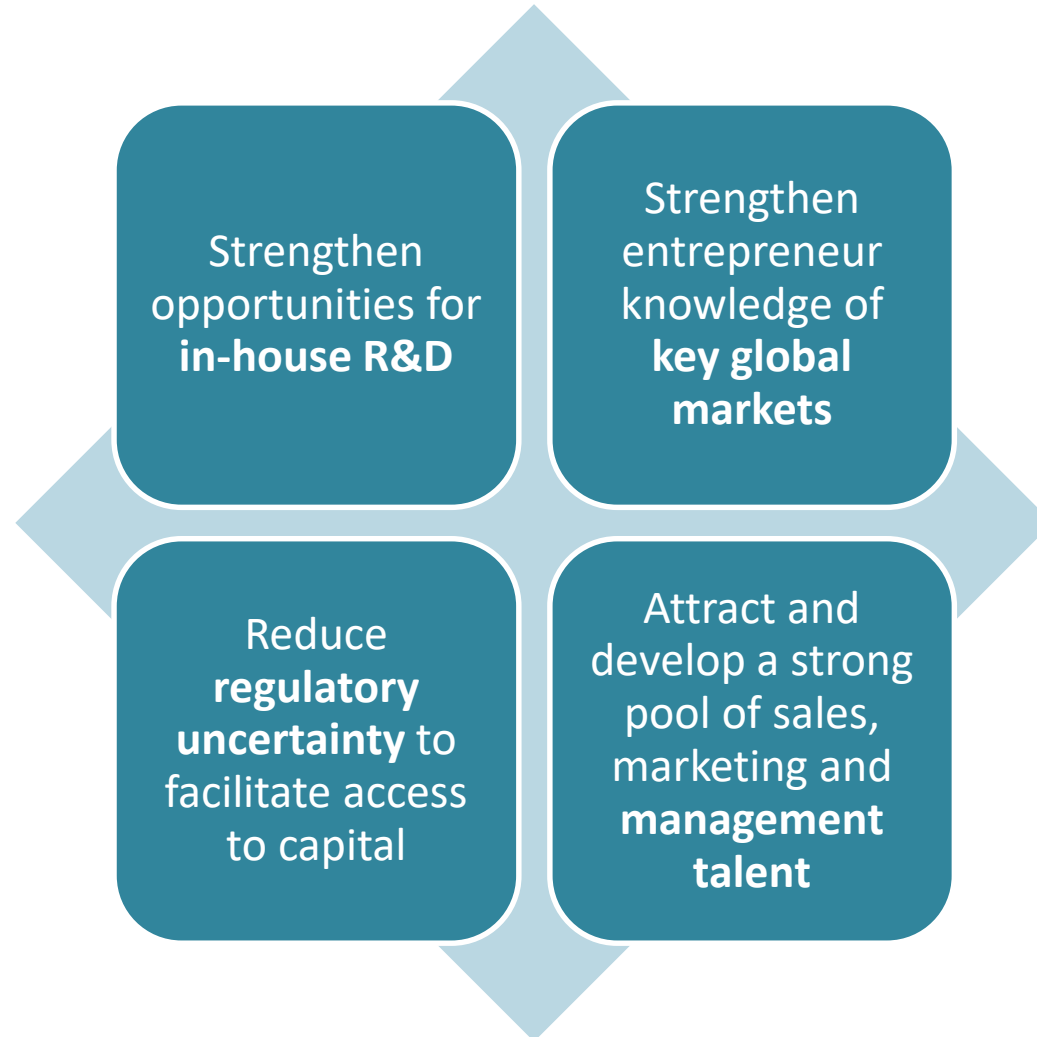 Strengthen
opportunities for
in-house R&D
Strengthen
entrepreneur
knowledge of
key global
markets
Reduce
regulatory
uncertainty to
facilitate access
to capital
Attract and
develop a strong
pool of sales,
marketing and
management
talent